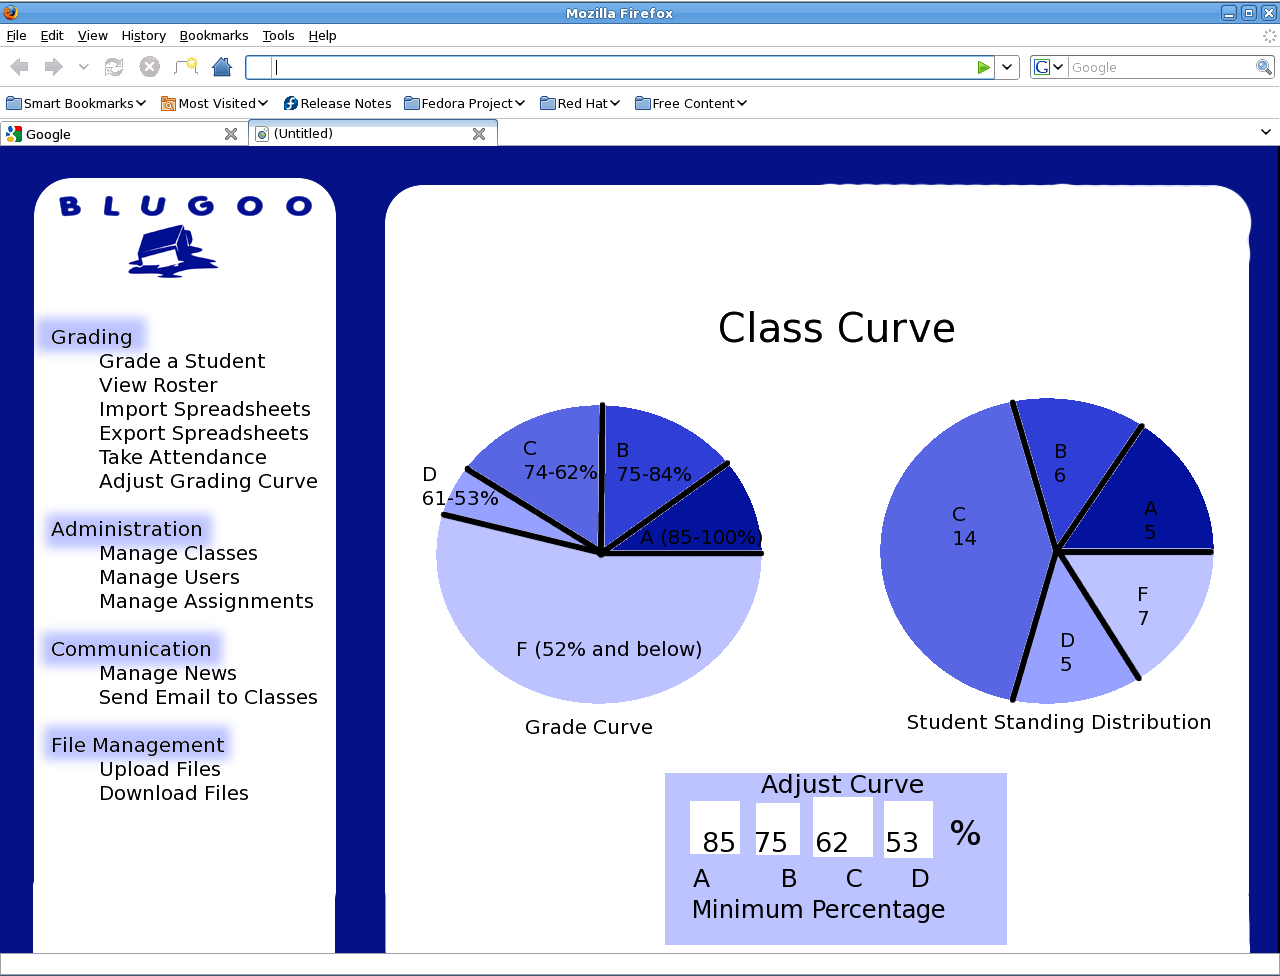 Mozilla Firefox
File Edit View History Bookmarks Tools Help
G Google
Smart Bookmarks Most Visited Release Notes Fedora Project Red Hat Free Content
Google (Untitled)
BLUGOO
Grading
Grade a Student
View Roster
Import Spreadsheets
Export Spreadsheets
Take Attendance
Adjust Grading Curve
Administration
Manage Classes
Manage Users
Manage Assignments
Communication
Manage News
Send Email to Classes
File Management
Upload Files
Download Files
Class Curve
C
74-62%
B
75-84%
D
61-53%
A (85-100%)
F (52% and below)
Grade Curve
B
6
A
5
C
14
F
7
D
5
Student Standing Distribution
Adjust Curve
85 75 62 53 %
A B C D
Minimum Percentage